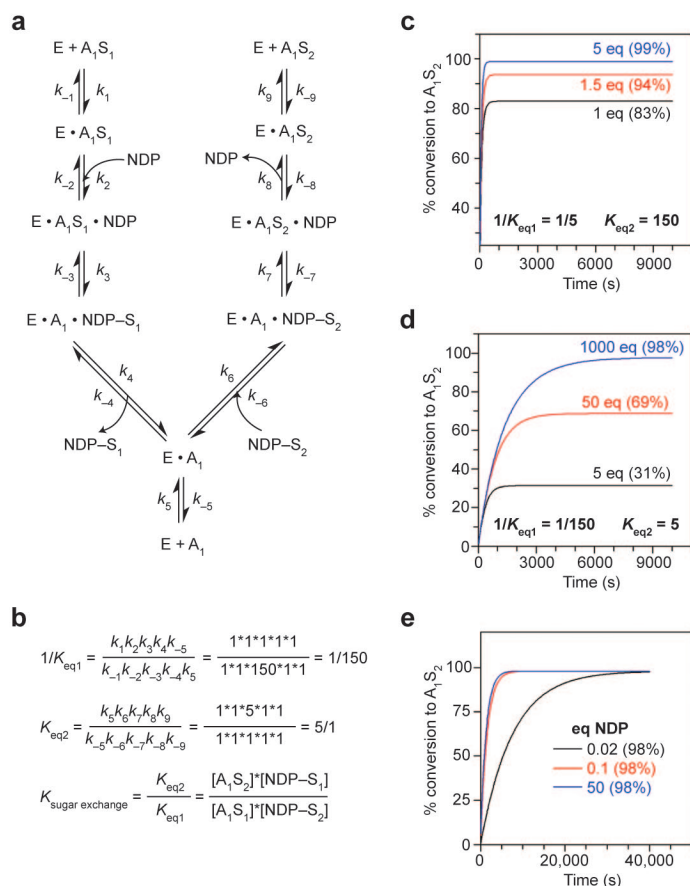 a
E + A₁S₁
E + A₁S₂
k₋₁ k₁
k₉ k₋₉
E • A₁S₁
E • A₁S₂
NDP
NDP
k₋₂ k₂
k₈ k₋₈
E • A₁S₁ • NDP
E • A₁S₂ • NDP
k₋₃ k₃
k₇ k₋₇
E • A₁ • NDP–S₁
E • A₁ • NDP–S₂
k₄
k₋₄
k₆
k₋₆
NDP–S₁
NDP–S₂
E • A₁
k₅ k₋₅
E + A₁
b
1/Keq1 = k₁k₂k₃k₄k₋₅ / k₋₁k₋₂k₋₃k₋₄k₅ = 1*1*1*1*1 / 1*1*150*1*1 = 1/150
Keq2 = k₅k₆k₇k₈k₉ / k₋₅k₋₆k₋₇k₋₈k₋₉ = 1*1*5*1*1 / 1*1*1*1*1 = 5/1
Ksugar exchange = Keq2 / Keq1 = [A₁S₂]*[NDP–S₁] / [A₁S₁]*[NDP–S₂]
c
% conversion to A₁S₂
100
80
60
40
5 eq (99%)
1.5 eq (94%)
1 eq (83%)
1/Keq1 = 1/5 Keq2 = 150
0 3000 6000 9000
Time (s)
d
% conversion to A₁S₂
100
80
60
40
20
0
1000 eq (98%)
50 eq (69%)
5 eq (31%)
1/Keq1 = 1/150 Keq2 = 5
0 3000 6000 9000
Time (s)
e
% conversion to A₁S₂
100
75
50
25
0
eq NDP
0.02 (98%)
0.1 (98%)
50 (98%)
0 20,000 40,000
Time (s)